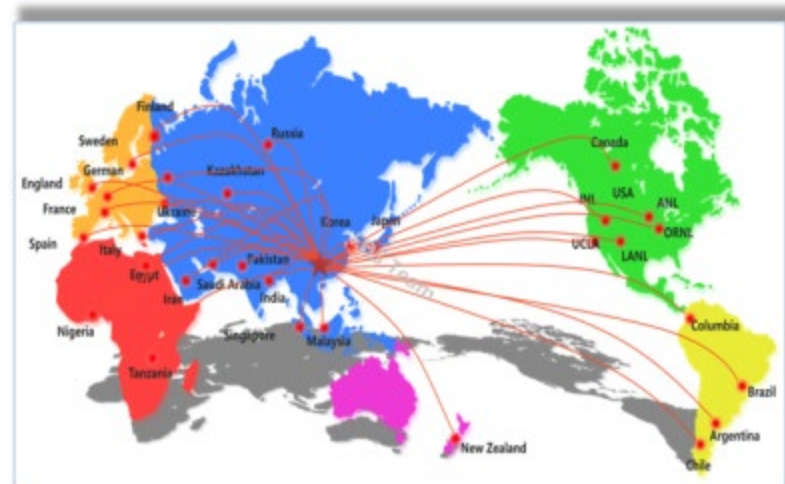 Finland
Russia
Sweden
German
Kazakhstan
England
Ukraine
France
Spain
Italy
Egypt
Iran
Saudi Arabia
Pakistan
India
Korea
Japan
Nigeria
Tanzania
Singapore
Malaysia
New Zealand
Canada
USA
INL
ANL
ORNL
UCLA
LANL
Columbia
Brazil
Argentina
Chile
Team